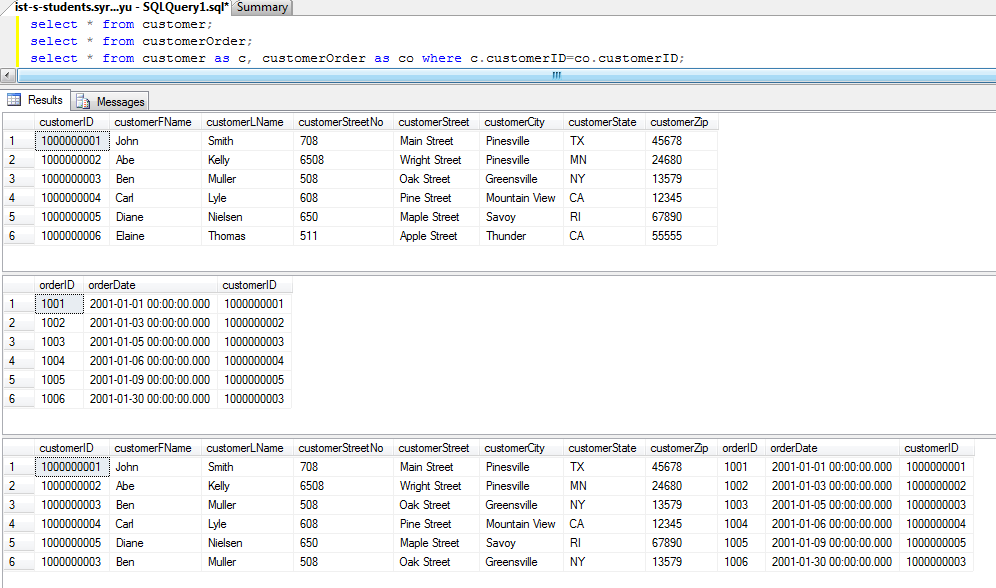 ist-s-students.syr...yu - SQLQuery1.sql* Summary
select * from customer;
select * from customerOrder;
select * from customer as c, customerOrder as co where c.customerID=co.customerID;
Results Messages
customerID customerFName customerLName customerStreetNo customerStreet customerCity customerState customerZip
1 1000000001 John Smith 708 Main Street Pinesville TX 45678
2 1000000002 Abe Kelly 6508 Wright Street Pinesville MN 24680
3 1000000003 Ben Muller 508 Oak Street Greensville NY 13579
4 1000000004 Carl Lyle 608 Pine Street Mountain View CA 12345
5 1000000005 Diane Nielsen 650 Maple Street Savoy RI 67890
6 1000000006 Elaine Thomas 511 Apple Street Thunder CA 55555
orderID orderDate customerID
1 1001 2001-01-01 00:00:00.000 1000000001
2 1002 2001-01-03 00:00:00.000 1000000002
3 1003 2001-01-05 00:00:00.000 1000000003
4 1004 2001-01-06 00:00:00.000 1000000004
5 1005 2001-01-09 00:00:00.000 1000000005
6 1006 2001-01-30 00:00:00.000 1000000003
customerID customerFName customerLName customerStreetNo customerStreet customerCity customerState customerZip orderID orderDate customerID
1 1000000001 John Smith 708 Main Street Pinesville TX 45678 1001 2001-01-01 00:00:00.000 1000000001
2 1000000002 Abe Kelly 6508 Wright Street Pinesville MN 24680 1002 2001-01-03 00:00:00.000 1000000002
3 1000000003 Ben Muller 508 Oak Street Greensville NY 13579 1003 2001-01-05 00:00:00.000 1000000003
4 1000000004 Carl Lyle 608 Pine Street Mountain View CA 12345 1004 2001-01-06 00:00:00.000 1000000004
5 1000000005 Diane Nielsen 650 Maple Street Savoy RI 67890 1005 2001-01-09 00:00:00.000 1000000005
6 1000000003 Ben Muller 508 Oak Street Greensville NY 13579 1006 2001-01-30 00:00:00.000 1000000003